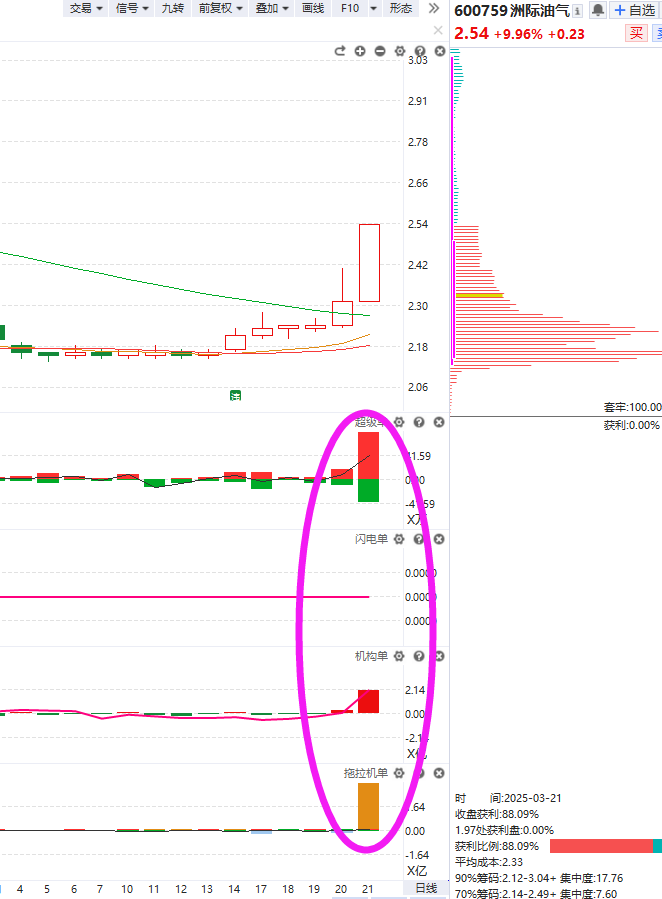 交易 信号 九转 前复权 叠加 画线 F10 形态
600759 洲际油气 自选
2.54 +9.96% +0.23 买
3.03
2.91
2.78
2.66
2.54
2.42
2.30
2.18
2.06
套牢:100.00
获利:0.00%
超级单
41.59
0.00
-41.59
X万
闪电单
0.0000
0.0000
0.0000
机构单
2.14
0.00
-2.14
X亿
拖拉机单
1.64
0.00
-1.64
X亿
时 间:2025-03-21
收盘获利:88.09%
1.97处获利盘:0.00%
获利比例:88.09%
平均成本:2.33
90%筹码:2.12-3.04+ 集中度:17.76
70%筹码:2.14-2.49+ 集中度:7.60
4 5 6 7 10 11 12 13 14 17 18 19 20 21 日线